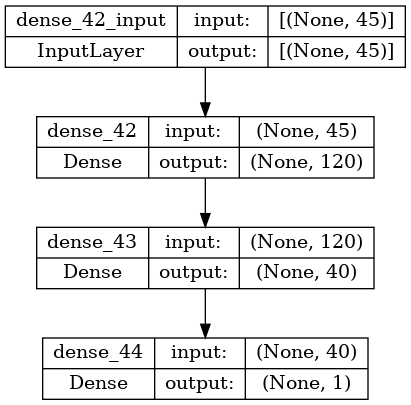 dense_42_input input: [(None, 45)]
InputLayer output: [(None, 45)]
dense_42 input: (None, 45)
Dense output: (None, 120)
dense_43 input: (None, 120)
Dense output: (None, 40)
dense_44 input: (None, 40)
Dense output: (None, 1)